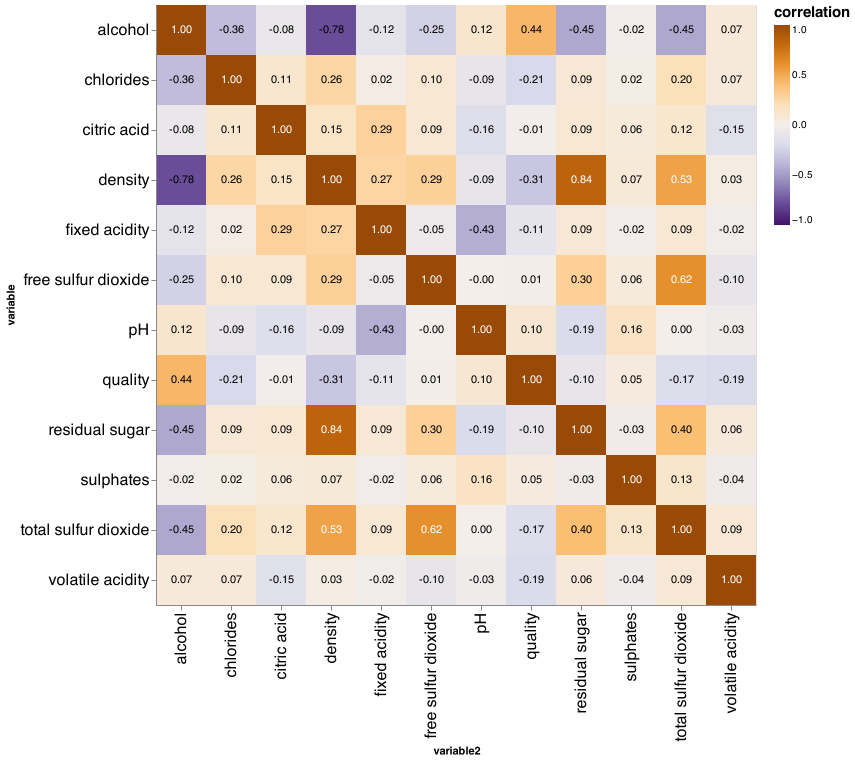 correlation
alcohol 1.00 -0.36 -0.08 -0.78 -0.12 -0.25 0.12 0.44 -0.45 -0.02 -0.45 0.07
chlorides -0.36 1.00 0.11 0.26 0.02 0.10 -0.09 -0.21 0.09 0.02 0.20 0.07
citric acid -0.08 0.11 1.00 0.15 0.29 0.09 -0.16 -0.01 0.09 0.06 0.12 -0.15
density -0.78 0.26 0.15 1.00 0.27 0.29 -0.09 -0.31 0.84 0.07 0.53 0.03
fixed acidity -0.12 0.02 0.29 0.27 1.00 -0.05 -0.43 -0.11 0.09 -0.02 0.09 -0.02
free sulfur dioxide -0.25 0.10 0.09 0.29 -0.05 1.00 -0.00 0.01 0.30 0.06 0.62 -0.10
pH 0.12 -0.09 -0.16 -0.09 -0.43 -0.00 1.00 0.10 -0.19 0.16 0.00 -0.03
quality 0.44 -0.21 -0.01 -0.31 -0.11 0.01 0.10 1.00 -0.10 0.05 -0.17 -0.19
residual sugar -0.45 0.09 0.09 0.84 0.09 0.30 -0.19 -0.10 1.00 -0.03 0.40 0.06
sulphates -0.02 0.02 0.06 0.07 -0.02 0.06 0.16 0.05 -0.03 1.00 0.13 -0.04
total sulfur dioxide -0.45 0.20 0.12 0.53 0.09 0.62 0.00 -0.17 0.40 0.13 1.00 0.09
volatile acidity 0.07 0.07 -0.15 0.03 -0.02 -0.10 -0.03 -0.19 0.06 -0.04 0.09 1.00
variable
alcohol
chlorides
citric acid
density
fixed acidity
free sulfur dioxide
pH
quality
residual sugar
sulphates
total sulfur dioxide
volatile acidity
variable2
1.0
0.5
0.0
−0.5
−1.0